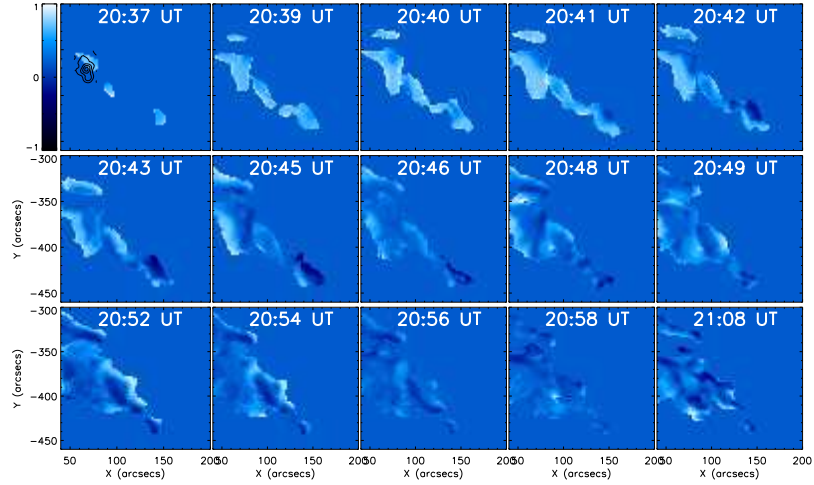 1
0
-1
20:37 UT
20:39 UT
20:40 UT
20:41 UT
20:42 UT
-300
-350
-400
-450
Y (arcsecs)
20:43 UT
20:45 UT
20:46 UT
20:48 UT
20:49 UT
-300
-350
-400
-450
Y (arcsecs)
20:52 UT
20:54 UT
20:56 UT
20:58 UT
21:08 UT
50 100 150 200
50 100 150 200
50 100 150 200
50 100 150 200
50 100 150 200
X (arcsecs)
X (arcsecs)
X (arcsecs)
X (arcsecs)
X (arcsecs)